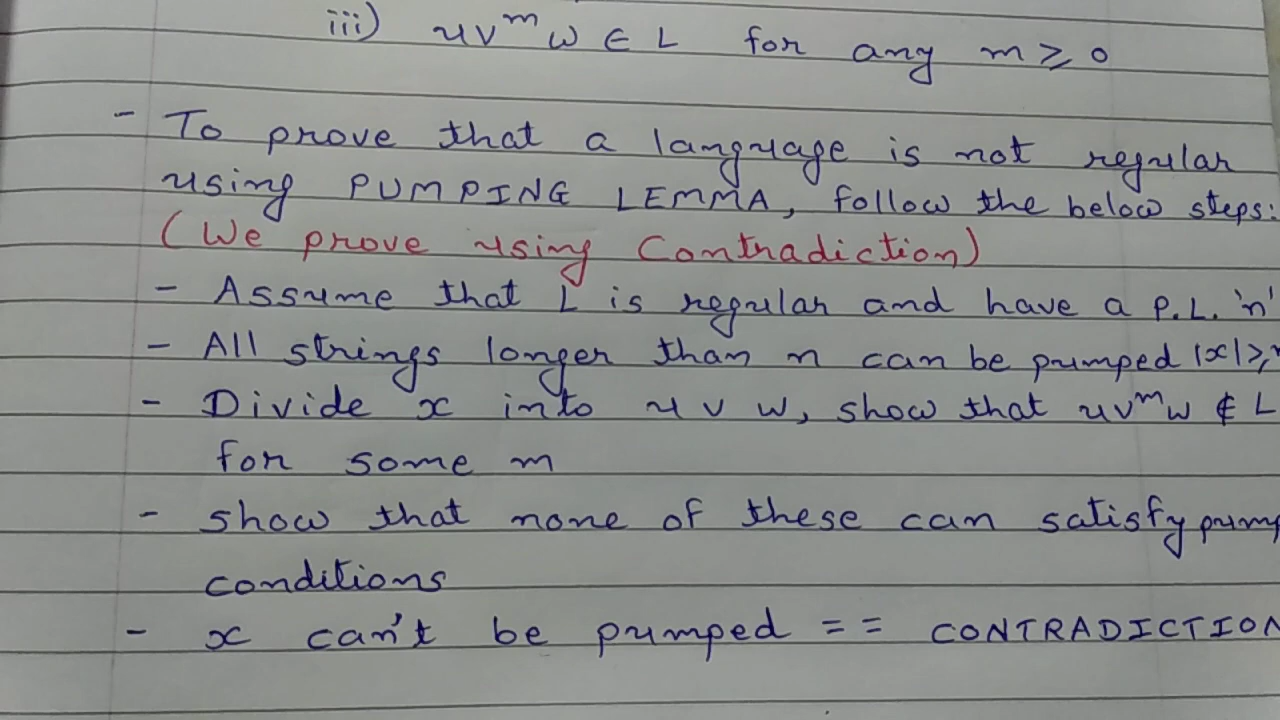 iii) uv^m w ∈ L for any m ≥ 0
- To prove that a language is not regular
using PUMPING LEMMA, follow the below steps:
(We prove using Contradiction)
- Assume that L is regular and have a P.L. 'n'
- All strings longer than n can be pumped |x|≥
- Divide x into u v w, show that uv^m w ∉ L
for some m
- show that none of these can satisfy pump
conditions
- x can't be pumped == CONTRADICTION